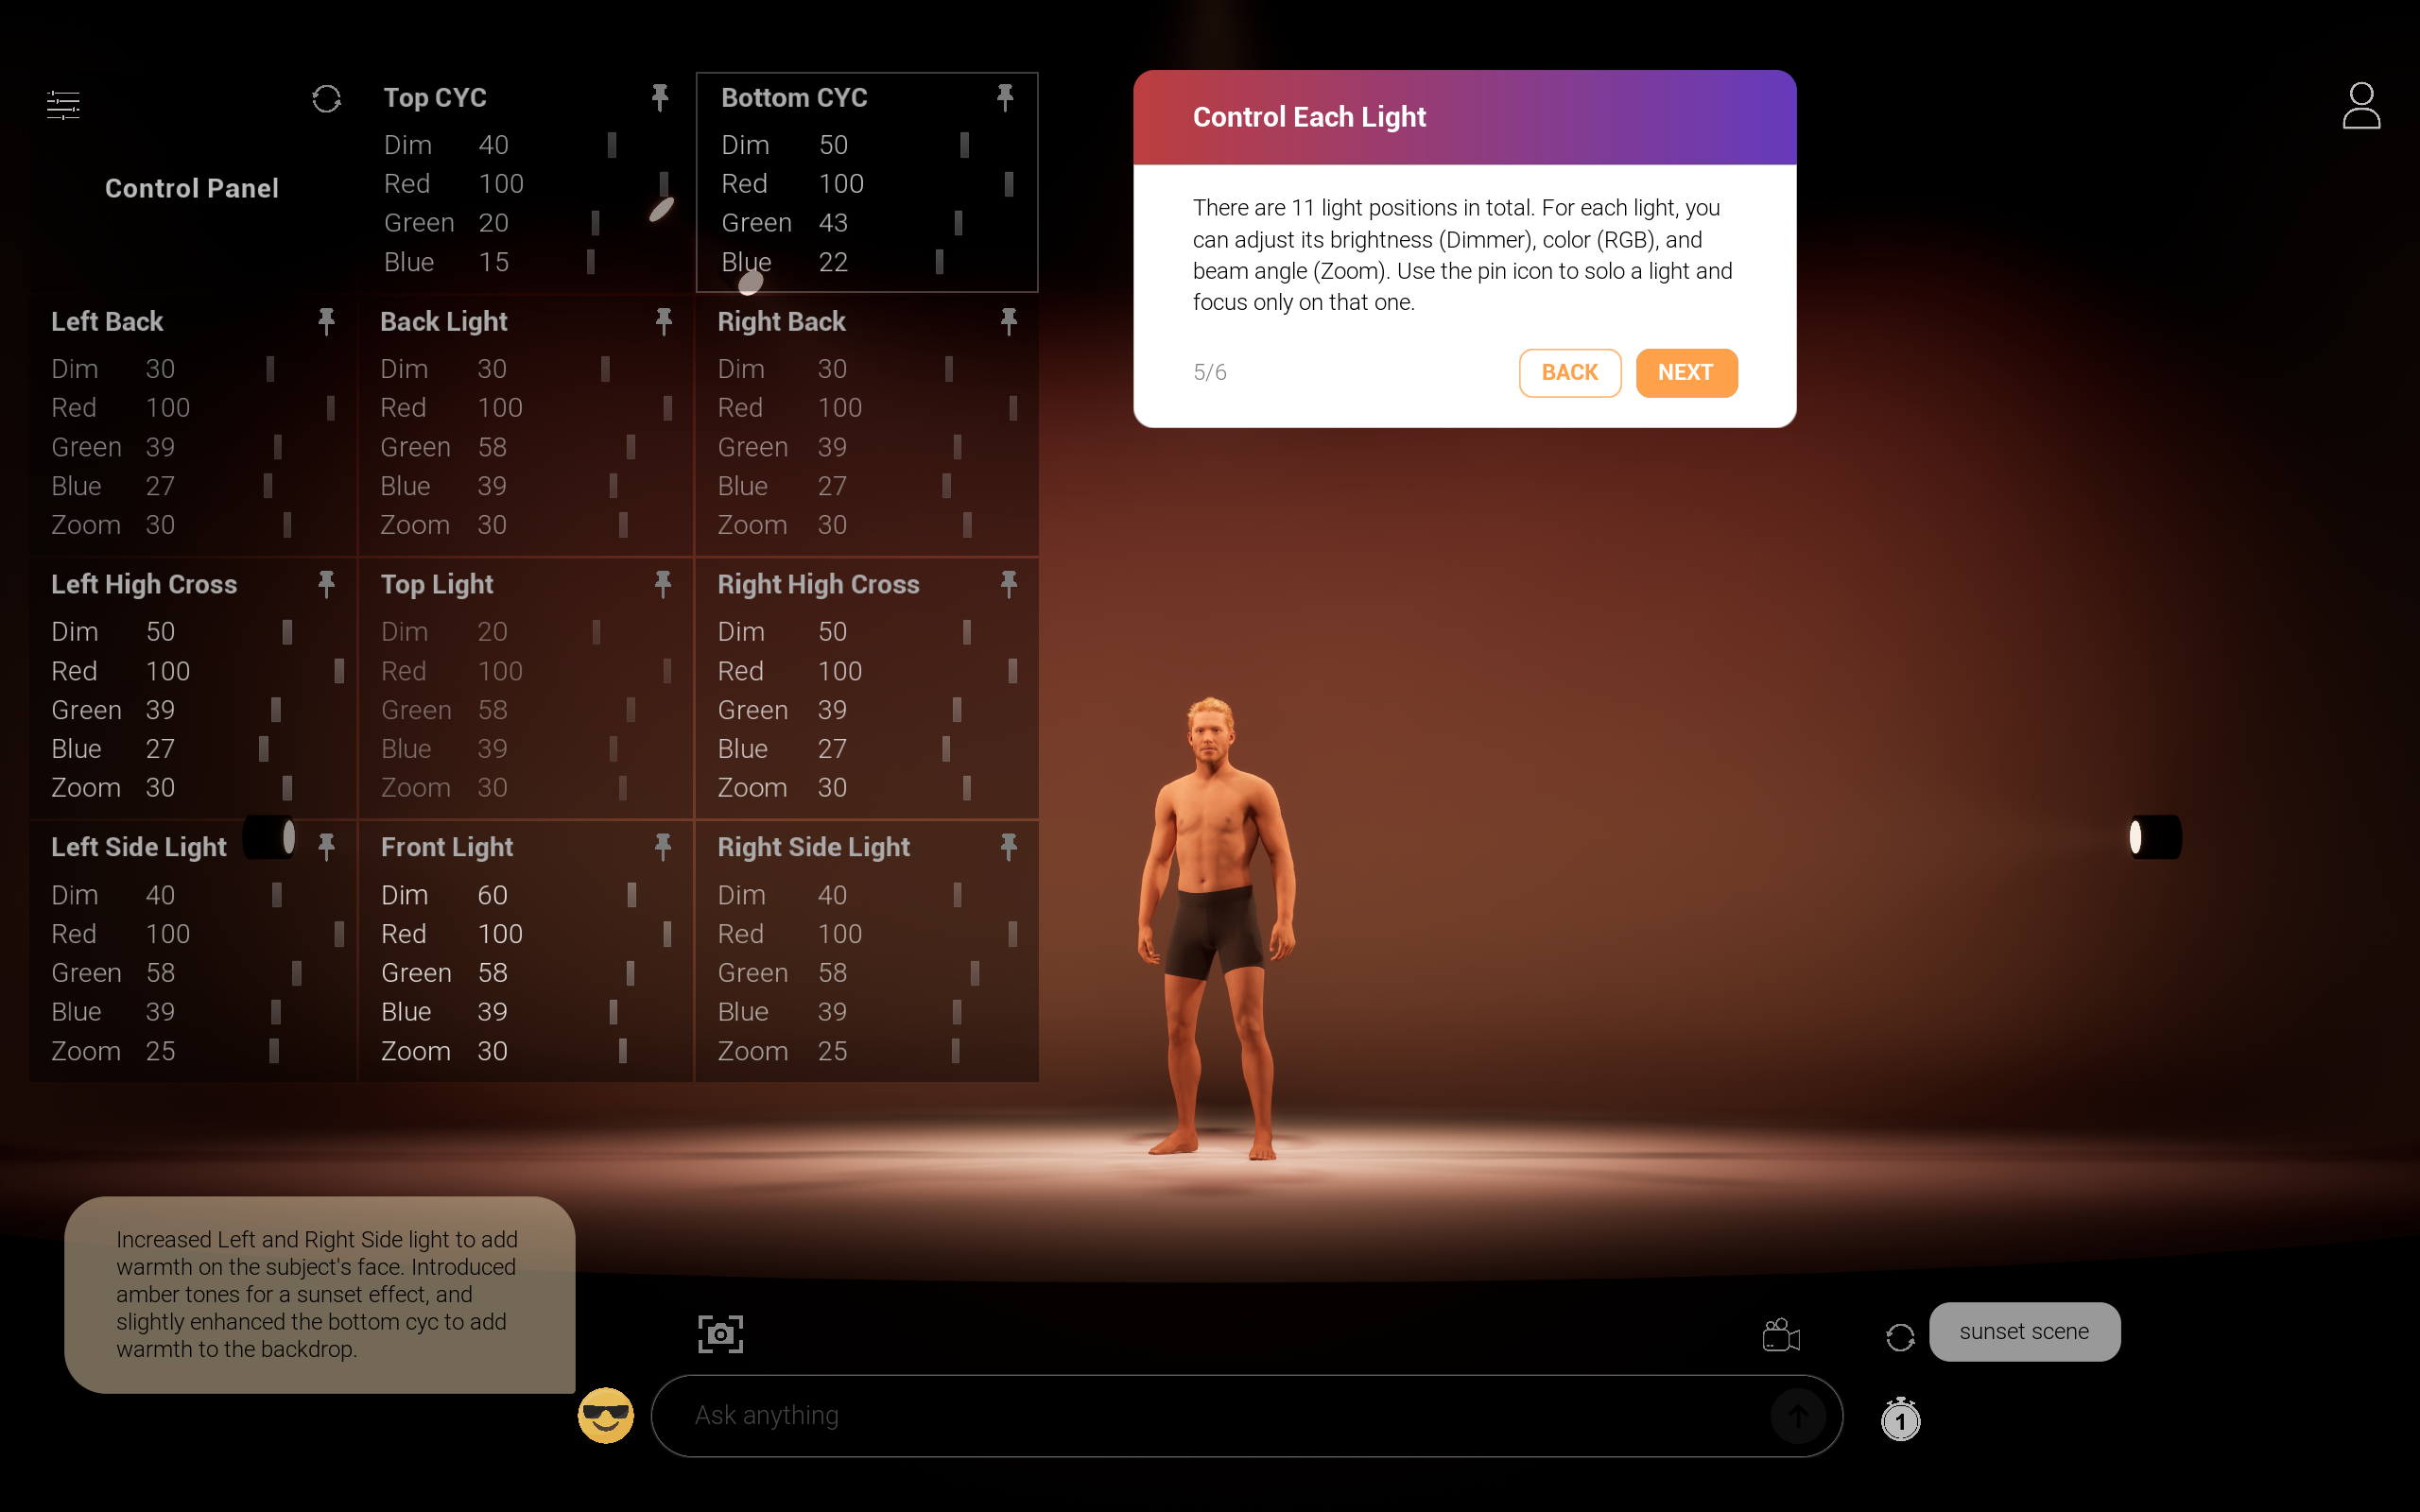 Control Panel
Top CYC
Dim 40
Red 100
Green 20
Blue 15
Bottom CYC
Dim 50
Red 100
Green 43
Blue 22
Left Back
Dim 30
Red 100
Green 39
Blue 27
Zoom 30
Back Light
Dim 30
Red 100
Green 58
Blue 39
Zoom 30
Right Back
Dim 30
Red 100
Green 39
Blue 27
Zoom 30
Left High Cross
Dim 50
Red 100
Green 39
Blue 27
Zoom 30
Top Light
Dim 20
Red 100
Green 58
Blue 39
Zoom 30
Right High Cross
Dim 50
Red 100
Green 39
Blue 27
Zoom 30
Left Side Light
Dim 40
Red 100
Green 58
Blue 39
Zoom 25
Front Light
Dim 60
Red 100
Green 58
Blue 39
Zoom 30
Right Side Light
Dim 40
Red 100
Green 58
Blue 39
Zoom 25
Control Each Light
There are 11 light positions in total. For each light, you
can adjust its brightness (Dimmer), color (RGB), and
beam angle (Zoom). Use the pin icon to solo a light and
focus only on that one.
5/6
BACK
NEXT
Increased Left and Right Side light to add
warmth on the subject's face. Introduced
amber tones for a sunset effect, and
slightly enhanced the bottom cyc to add
warmth to the backdrop.
sunset scene
Ask anything
1